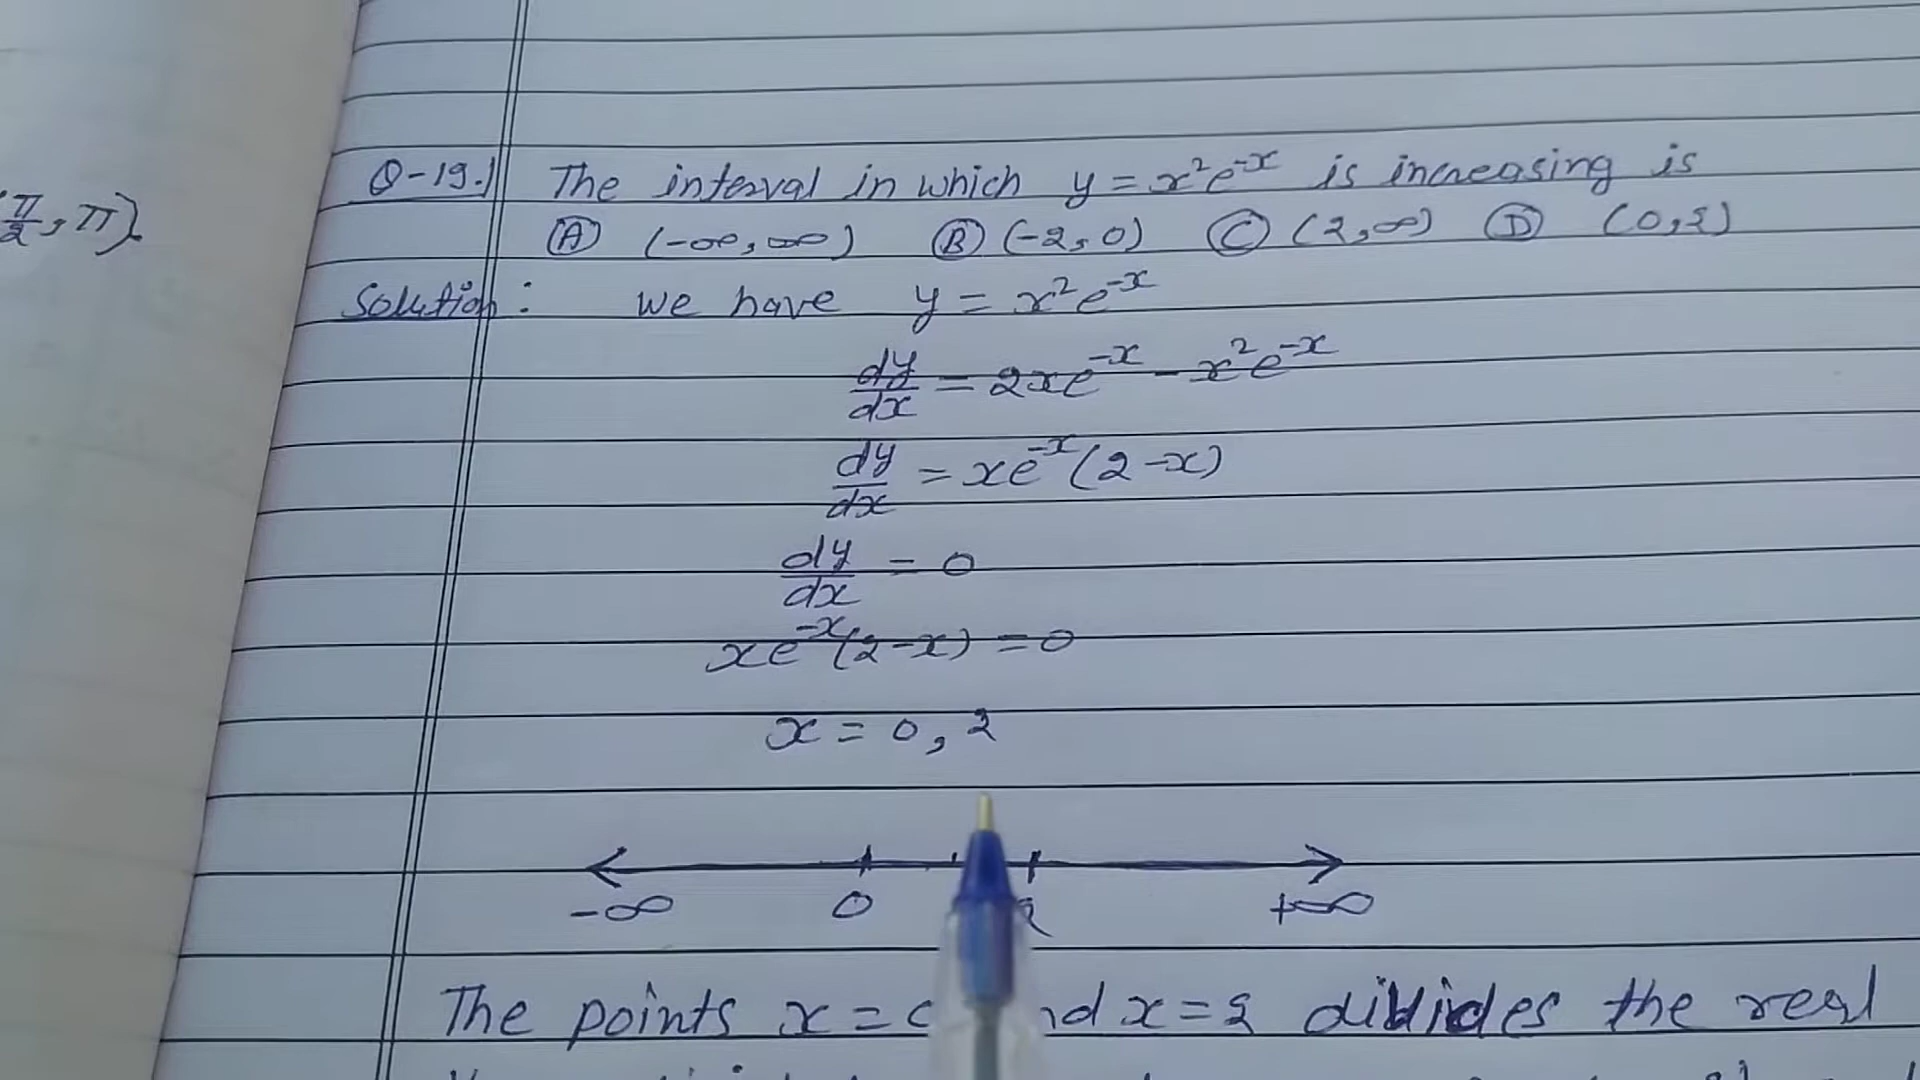 π/2, π).
Q-19.) The interval in which y = x²e⁻ˣ is increasing is
(A) (-∞, ∞) (B) (-2, 0) (C) (2, ∞) (D) (0, 2)
Solution : we have y = x²e⁻ˣ
dy/dx = 2xe⁻ˣ - x²e⁻ˣ
dy/dx = xe⁻ˣ(2-x)
dy/dx = 0
xe⁻ˣ(2-x) = 0
x = 0, 2
-∞ 0 2 +∞
The points x = x = 2 divides the real